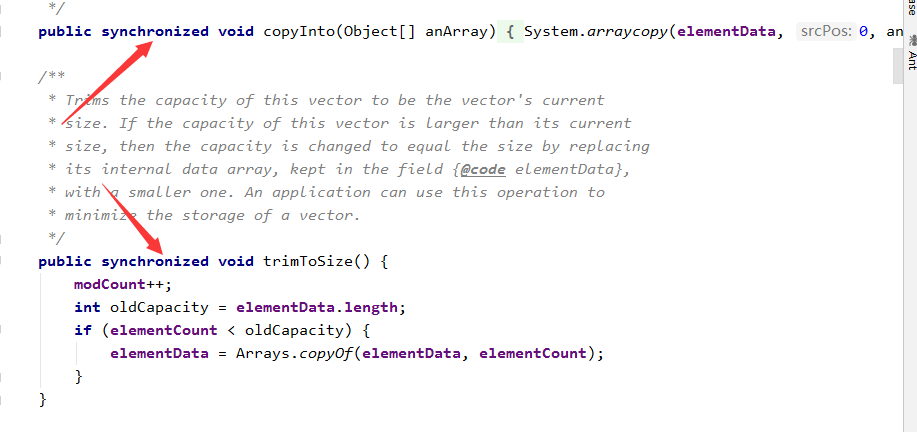 */
public synchronized void copyInto(Object[] anArray) { System.arraycopy(elementData, srcPos: 0, an
/**
* Trims the capacity of this vector to be the vector's current
* size. If the capacity of this vector is larger than its current
* size, then the capacity is changed to equal the size by replacing
* its internal data array, kept in the field {@code elementData},
* with a smaller one. An application can use this operation to
* minimize the storage of a vector.
*/
public synchronized void trimToSize() {
modCount++;
int oldCapacity = elementData.length;
if (elementCount < oldCapacity) {
elementData = Arrays.copyOf(elementData, elementCount);
}
}
ase
Ant